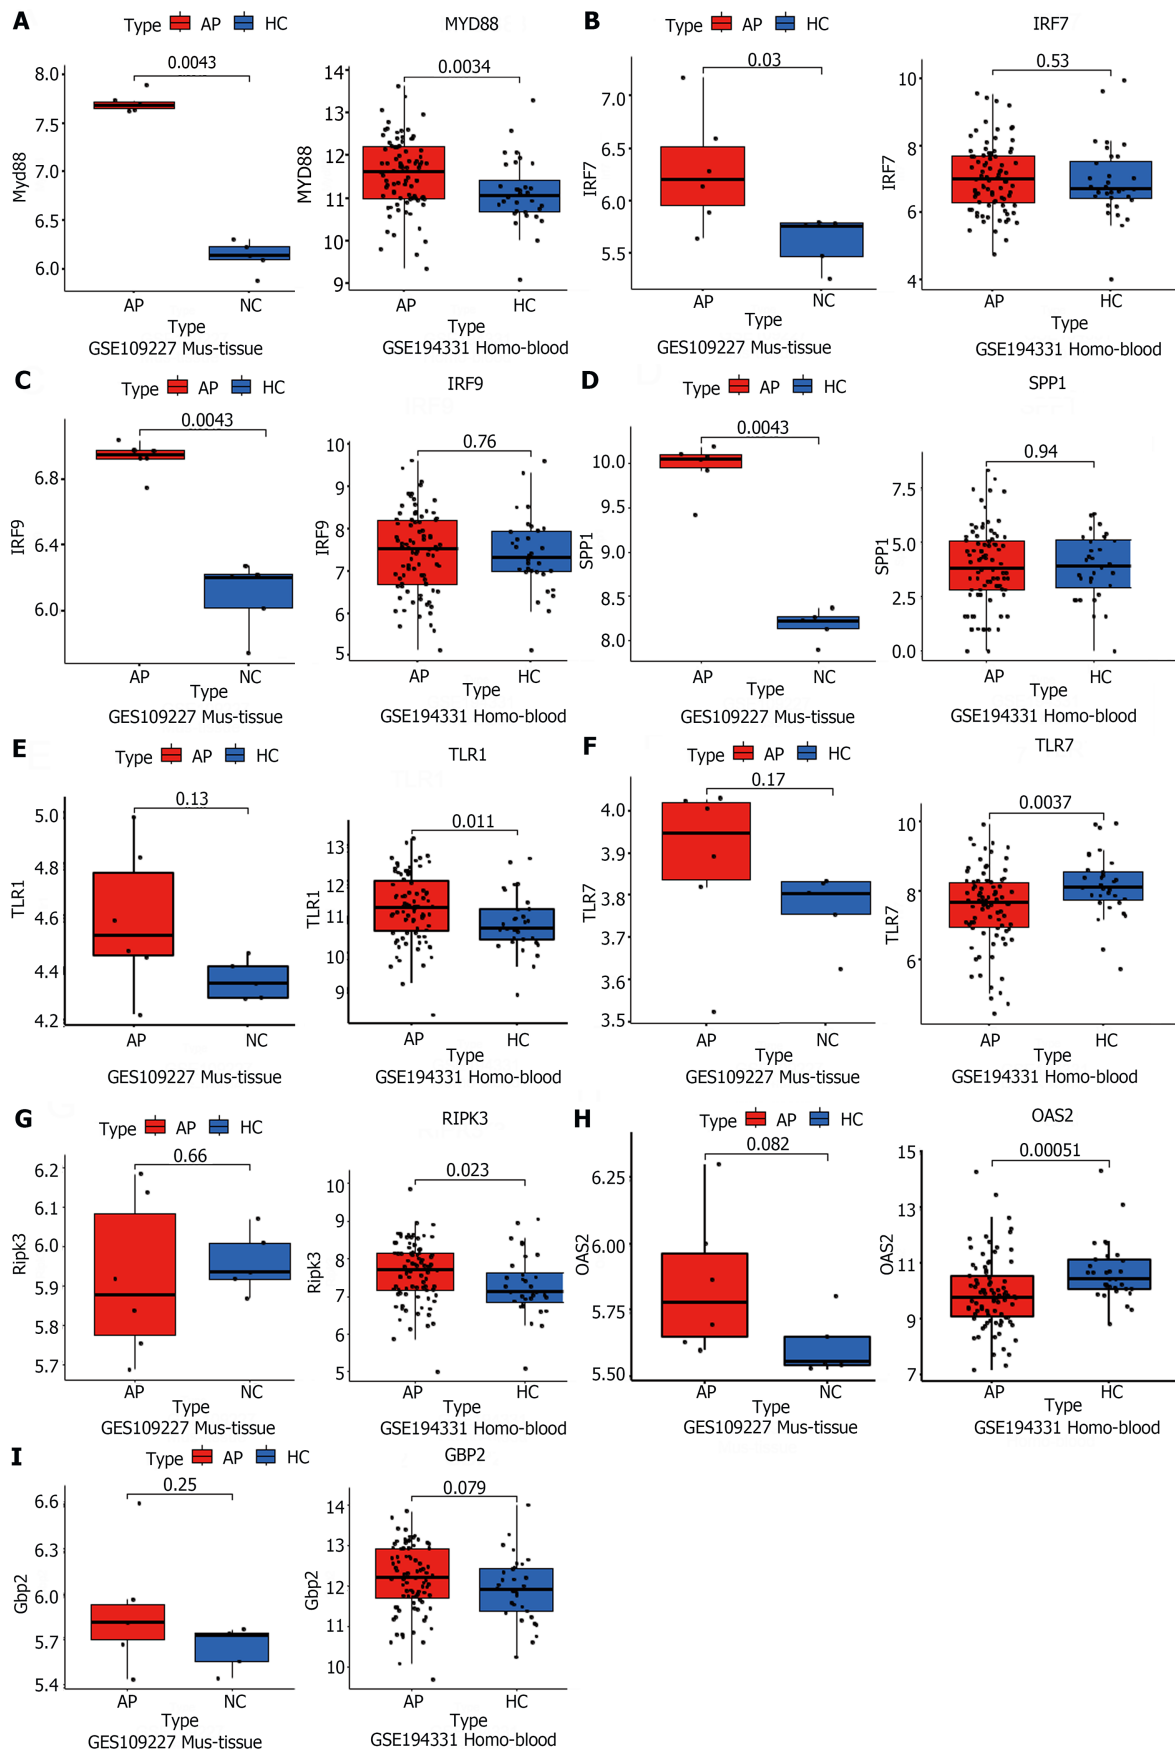 A
Type AP HC
MYD88
0.0043
8.0
7.5
7.0
6.5
6.0
Myd88
AP NC
Type
GSE109227 Mus-tissue
0.0034
14
13
12
11
10
9
MYD88
AP HC
Type
GSE194331 Homo-blood
B
Type AP HC
IRF7
0.03
7.0
6.5
6.0
5.5
IRF7
AP NC
Type
GES109227 Mus-tissue
0.53
10
8
6
4
IRF7
AP HC
Type
GSE194331 Homo-blood
C
Type AP HC
IRF9
0.0043
6.8
6.4
6.0
IRF9
AP NC
Type
GES109227 Mus-tissue
0.76
10
9
8
7
6
5
IRF9
AP HC
Type
GSE194331 Homo-blood
D
Type AP HC
SPP1
0.0043
10.0
9.5
9.0
8.5
8.0
SPP1
AP NC
Type
GES109227 Mus-tissue
0.94
7.5
5.0
2.5
0.0
SPP1
AP HC
Type
GSE194331 Homo-blood
E
Type AP HC
TLR1
0.13
5.0
4.8
4.6
4.4
4.2
TLR1
AP NC
GES109227 Mus-tissue
0.011
13
12
11
10
9
TLR1
AP HC
Type
GSE194331 Homo-blood
F
Type AP HC
TLR7
0.17
4.0
3.9
3.8
3.7
3.6
3.5
TLR7
AP NC
Type
GES109227 Mus-tissue
0.0037
10
8
6
TLR7
AP HC
Type
GSE194331 Homo-blood
G
Type AP HC
RIPK3
0.66
6.2
6.1
6.0
5.9
5.8
5.7
Ripk3
AP NC
Type
GES109227 Mus-tissue
0.023
10
9
8
7
6
5
Ripk3
AP HC
Type
GSE194331 Homo-blood
H
Type AP HC
OAS2
0.082
6.25
6.00
5.75
5.50
OAS2
AP NC
Type
GES109227 Mus-tissue
0.00051
15
13
11
9
7
OAS2
AP HC
Type
GSE194331 Homo-blood
I
Type AP HC
GBP2
0.25
6.6
6.3
6.0
5.7
5.4
Gbp2
AP NC
Type
GES109227 Mus-tissue
0.079
14
13
12
11
10
Gbp2
AP HC
Type
GSE194331 Homo-blood